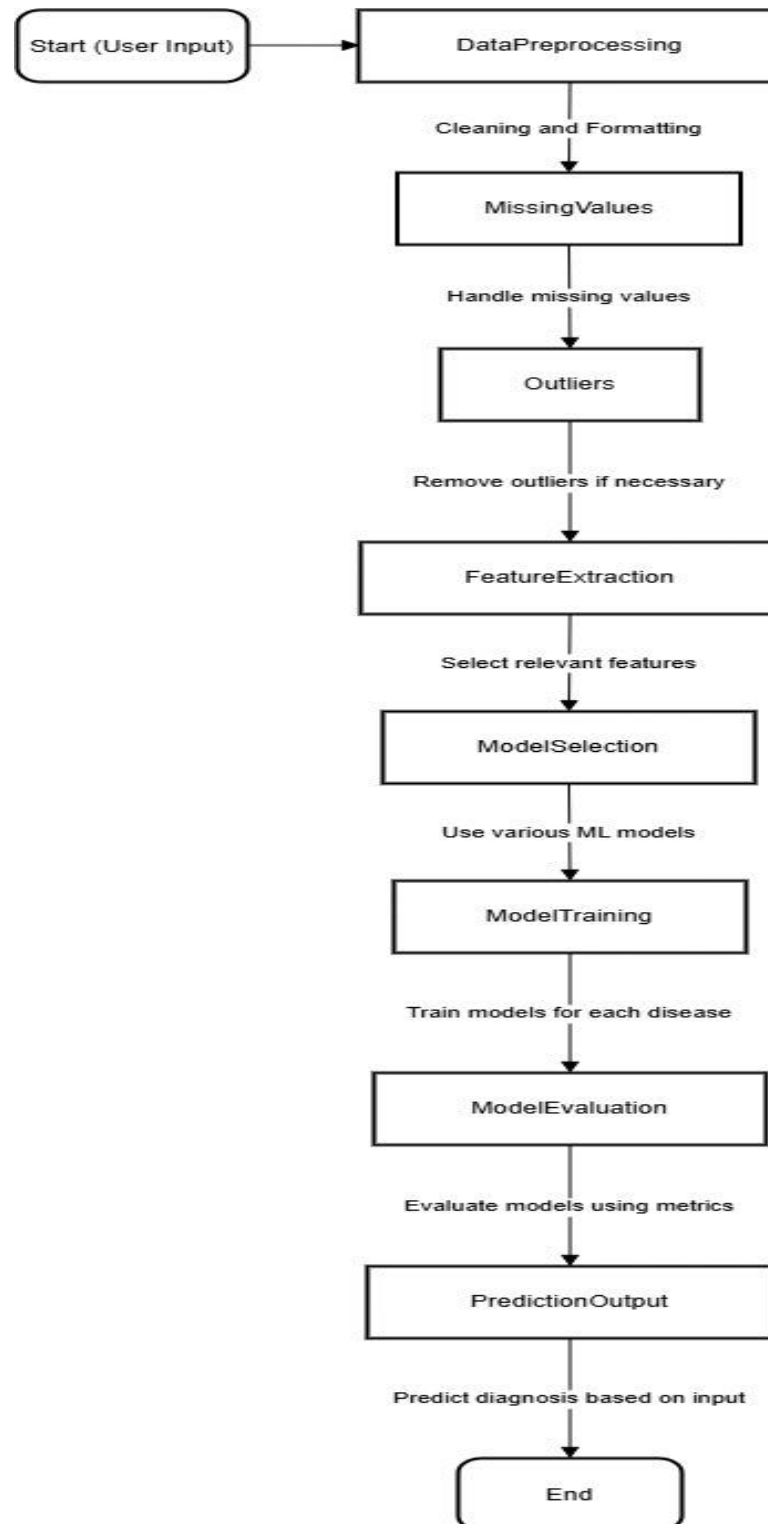 Start (User Input)
DataPreprocessing
Cleaning and Formatting
MissingValues
Handle missing values
Outliers
Remove outliers if necessary
FeatureExtraction
Select relevant features
ModelSelection
Use various ML models
ModelTraining
Train models for each disease
ModelEvaluation
Evaluate models using metrics
PredictionOutput
Predict diagnosis based on input
End